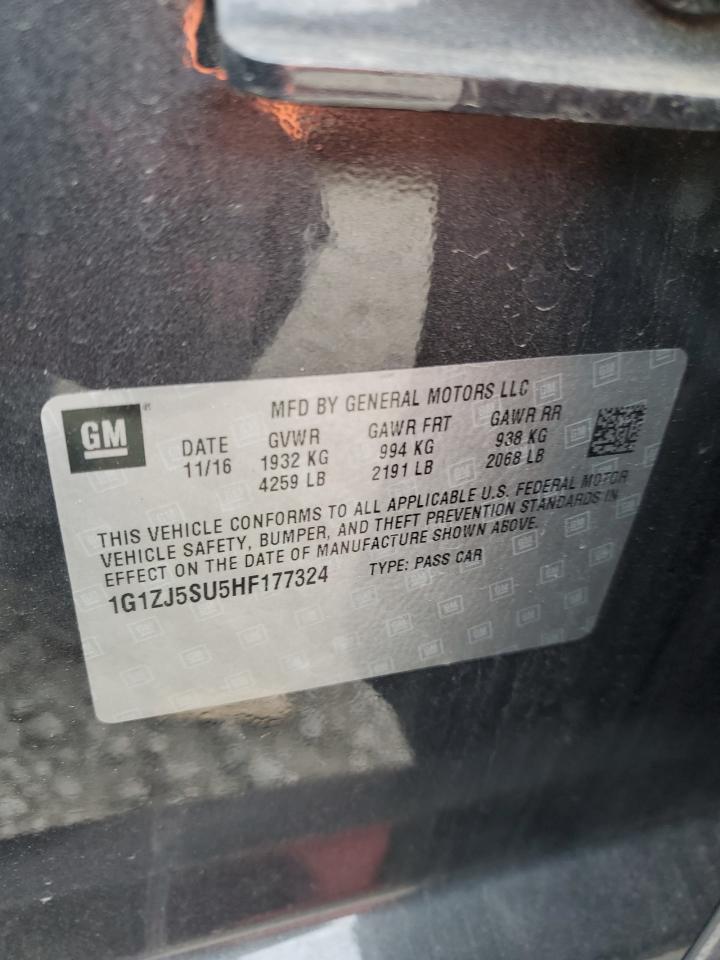 GM
MFD BY GENERAL MOTORS LLC
DATE GVWR GAWR FRT GAWR RR
11/16 1932 KG 994 KG 938 KG
4259 LB 2191 LB 2068 LB
THIS VEHICLE CONFORMS TO ALL APPLICABLE U.S. FEDERAL MOTOR
VEHICLE SAFETY, BUMPER, AND THEFT PREVENTION STANDARDS IN
EFFECT ON THE DATE OF MANUFACTURE SHOWN ABOVE.
1G1ZJ5SU5HF177324 TYPE: PASS CAR